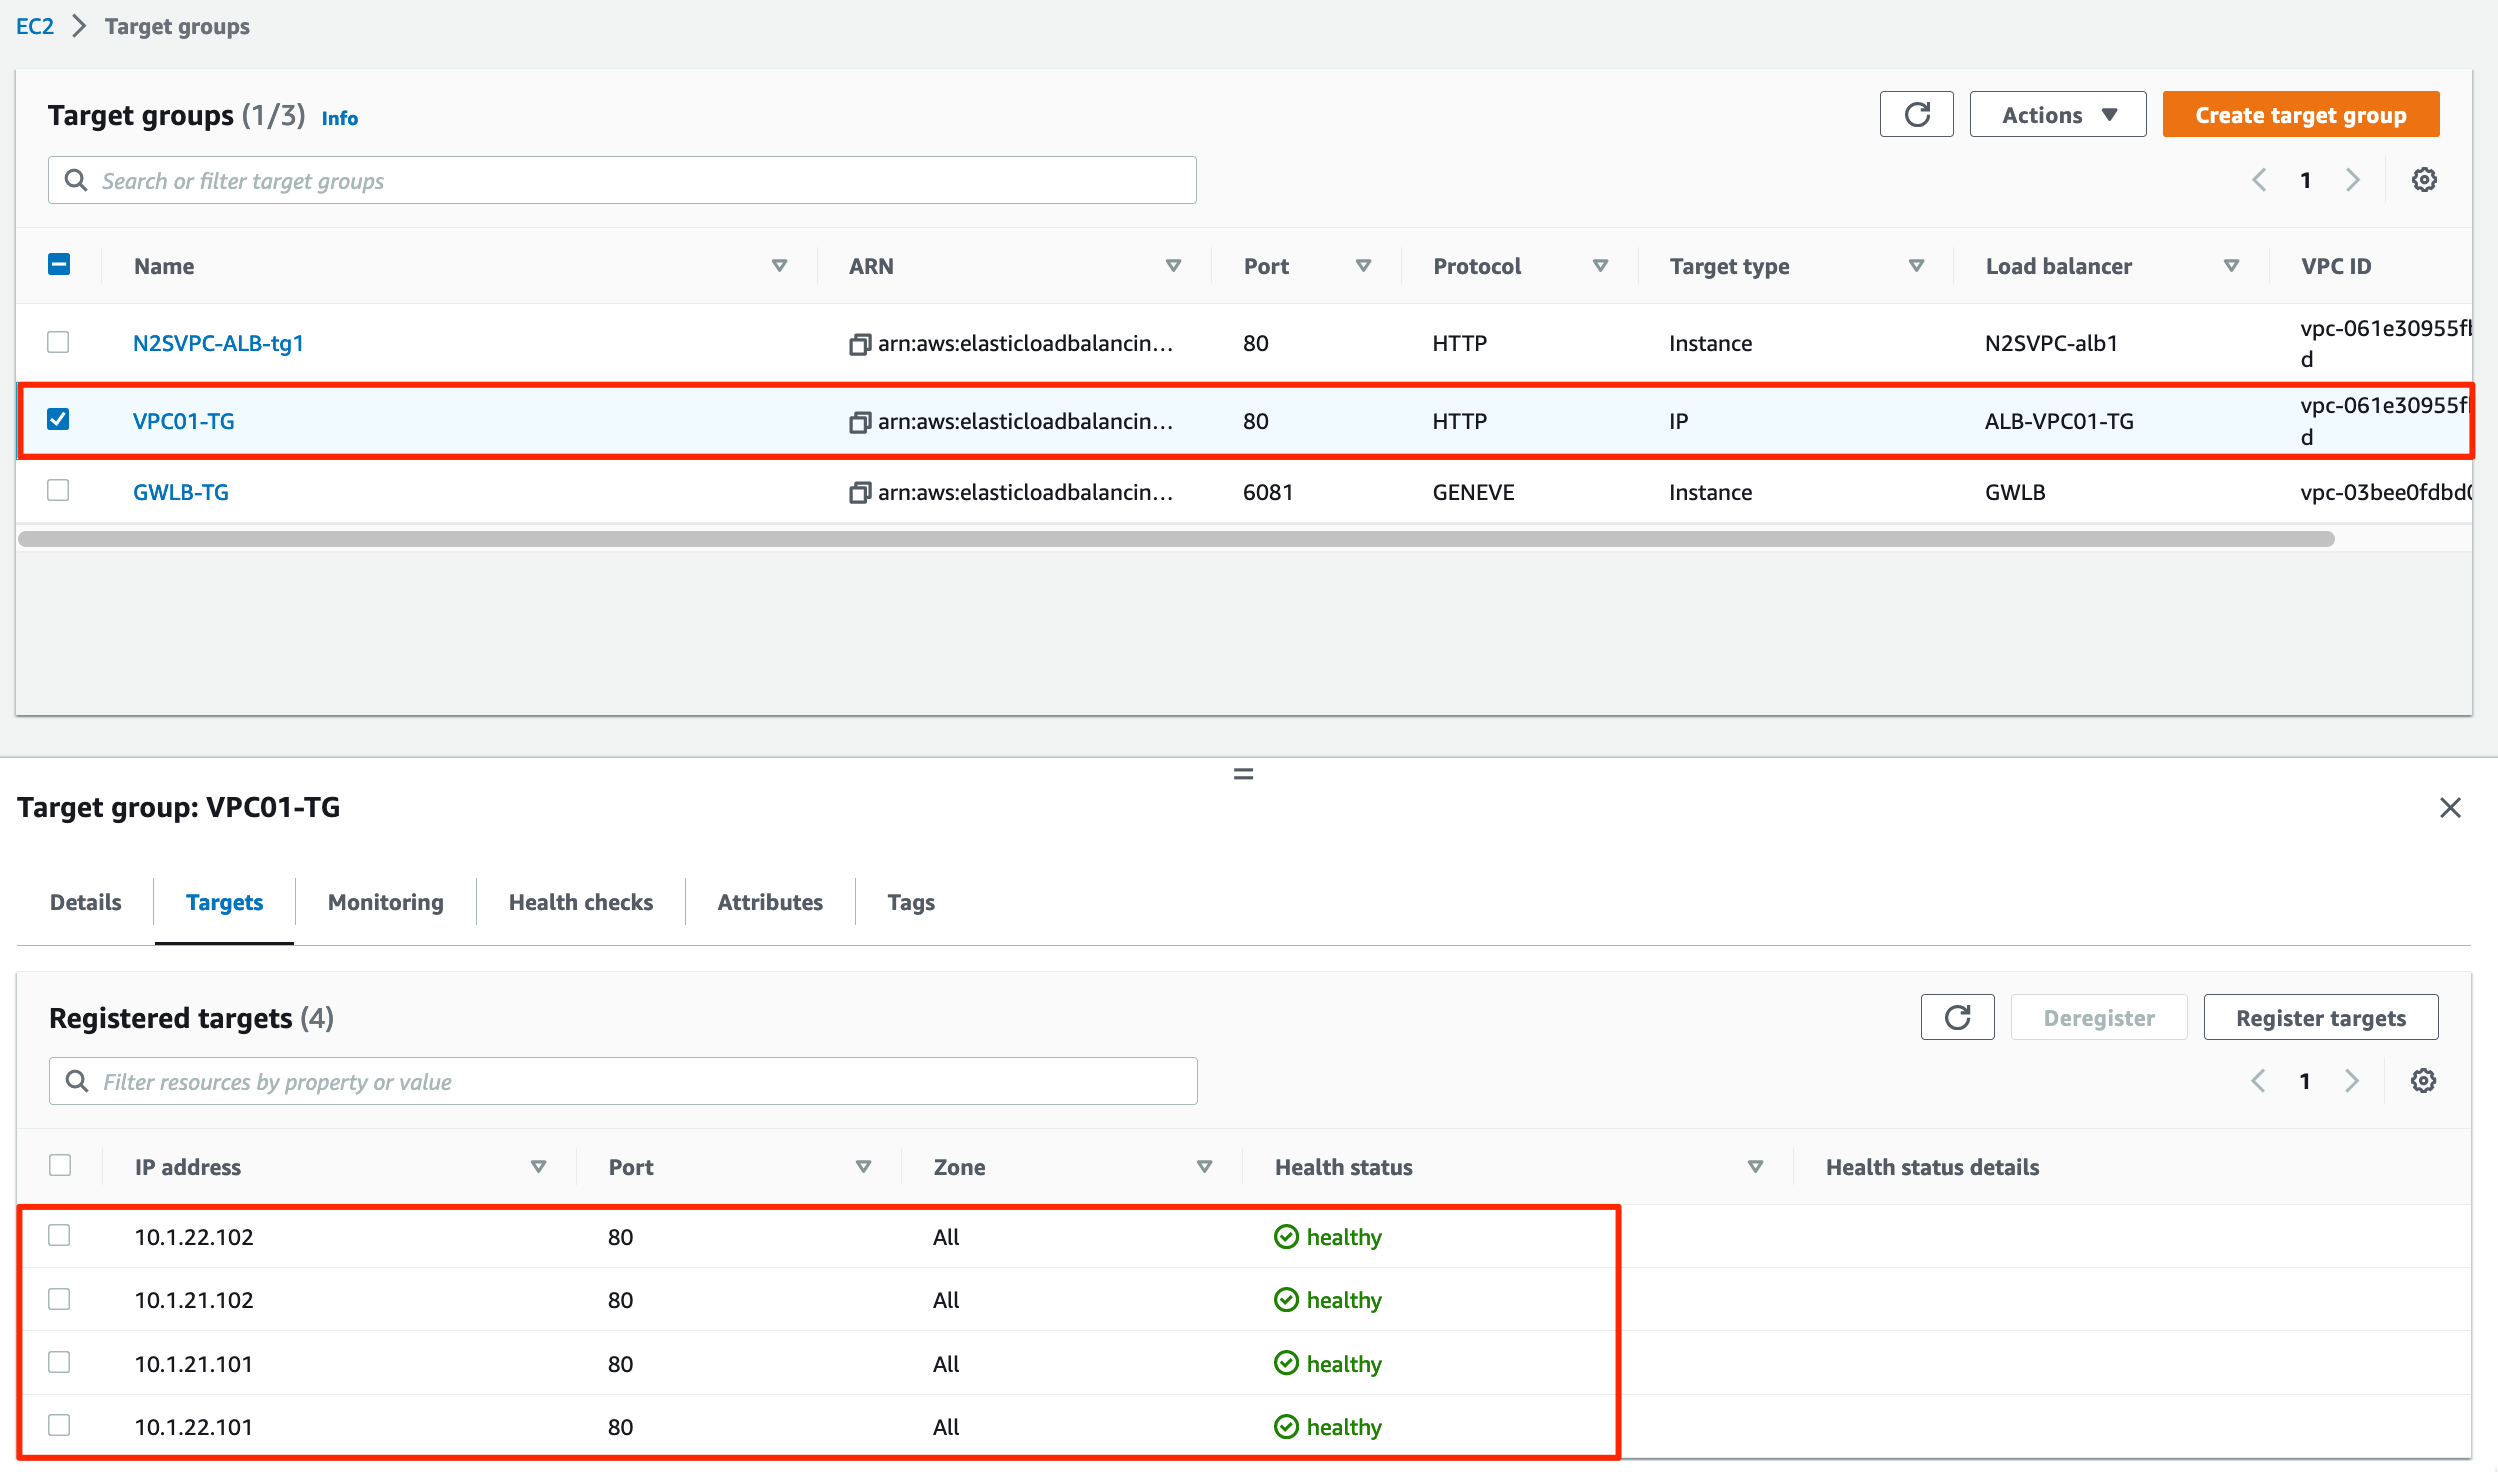 EC2 > Target groups
Target groups (1/3) Info
Actions
Create target group
Search or filter target groups
1
Name ARN Port Protocol Target type Load balancer VPC ID
N2SVPC-ALB-tg1 arn:aws:elasticloadbalancin... 80 HTTP Instance N2SVPC-alb1 vpc-061e30955fb
d
VPC01-TG arn:aws:elasticloadbalancin... 80 HTTP IP ALB-VPC01-TG vpc-061e30955fb
d
GWLB-TG arn:aws:elasticloadbalancin... 6081 GENEVE Instance GWLB vpc-03bee0fdbd0
Target group: VPC01-TG
Details Targets Monitoring Health checks Attributes Tags
Registered targets (4)
Deregister
Register targets
Filter resources by property or value
1
IP address Port Zone Health status Health status details
10.1.22.102 80 All healthy
10.1.21.102 80 All healthy
10.1.21.101 80 All healthy
10.1.22.101 80 All healthy